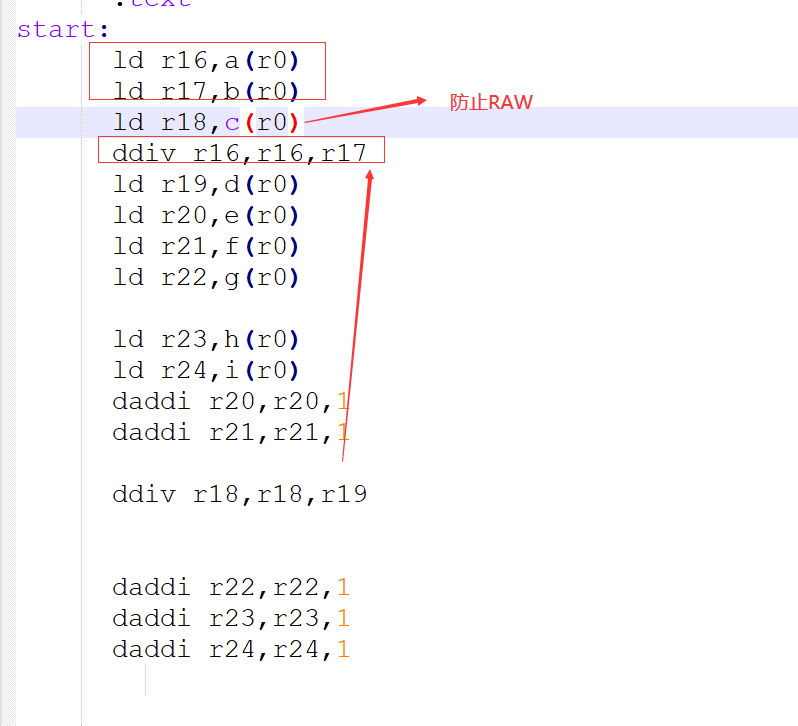 .text
start:
ld r16,a(r0)
ld r17,b(r0)
ld r18,c(r0)
防止RAW
ddiv r16,r16,r17
ld r19,d(r0)
ld r20,e(r0)
ld r21,f(r0)
ld r22,g(r0)
ld r23,h(r0)
ld r24,i(r0)
daddi r20,r20,1
daddi r21,r21,1
ddiv r18,r18,r19
daddi r22,r22,1
daddi r23,r23,1
daddi r24,r24,1